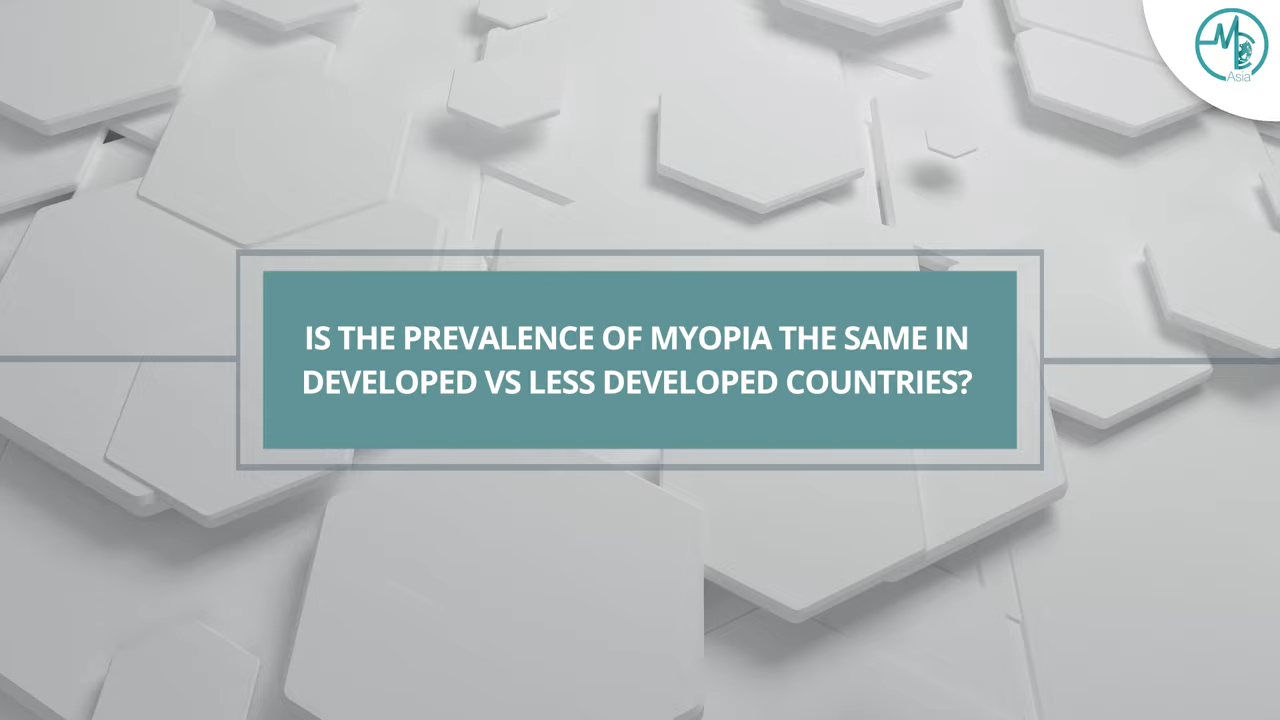 Asia
IS THE PREVALENCE OF MYOPIA THE SAME IN
DEVELOPED VS LESS DEVELOPED COUNTRIES?